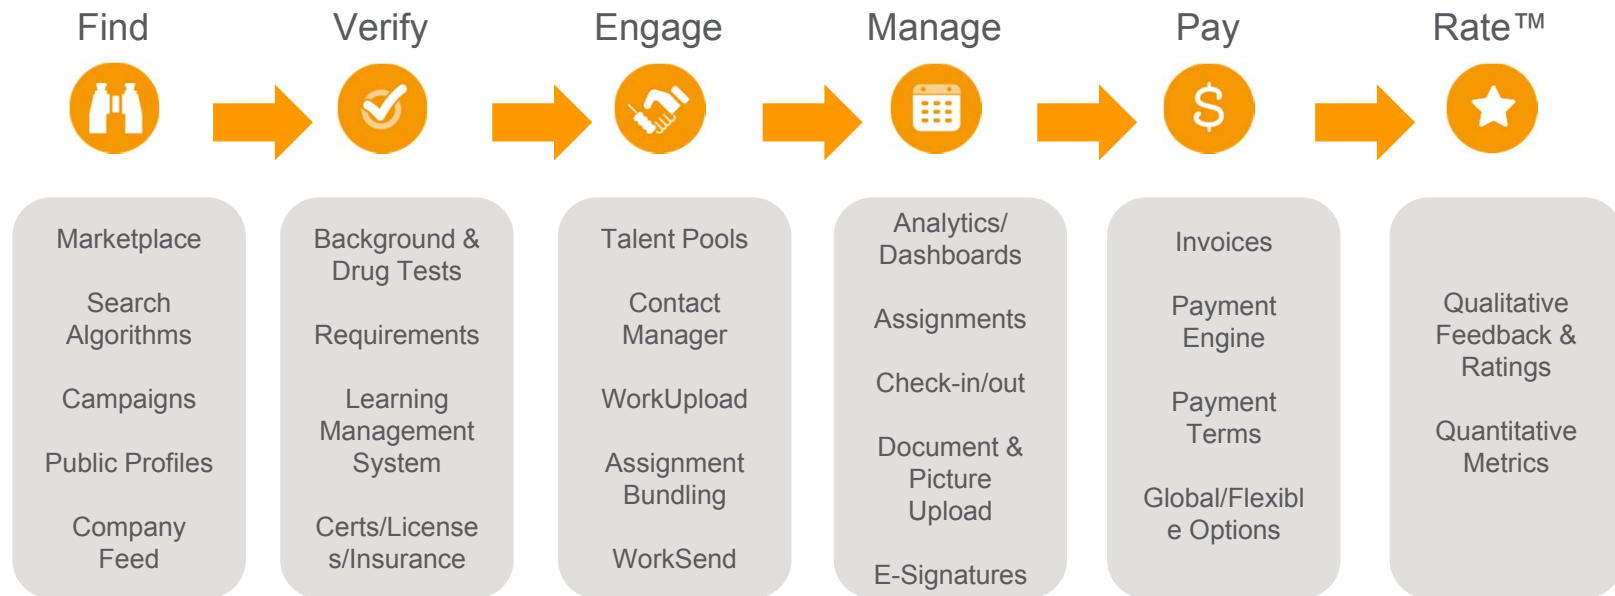 Find
Verify
Engage
Manage
Pay
Rate™
$
Marketplace
Search
Algorithms
Campaigns
Public Profiles
Company
Feed
Background &
Drug Tests
Requirements
Learning
Management
System
Certs/License
s/Insurance
Talent Pools
Contact
Manager
WorkUpload
Assignment
Bundling
WorkSend
Analytics/
Dashboards
Assignments
Check-in/out
Document &
Picture
Upload
E-Signatures
Invoices
Payment
Engine
Payment
Terms
Global/Flexibl
e Options
Qualitative
Feedback &
Ratings
Quantitative
Metrics